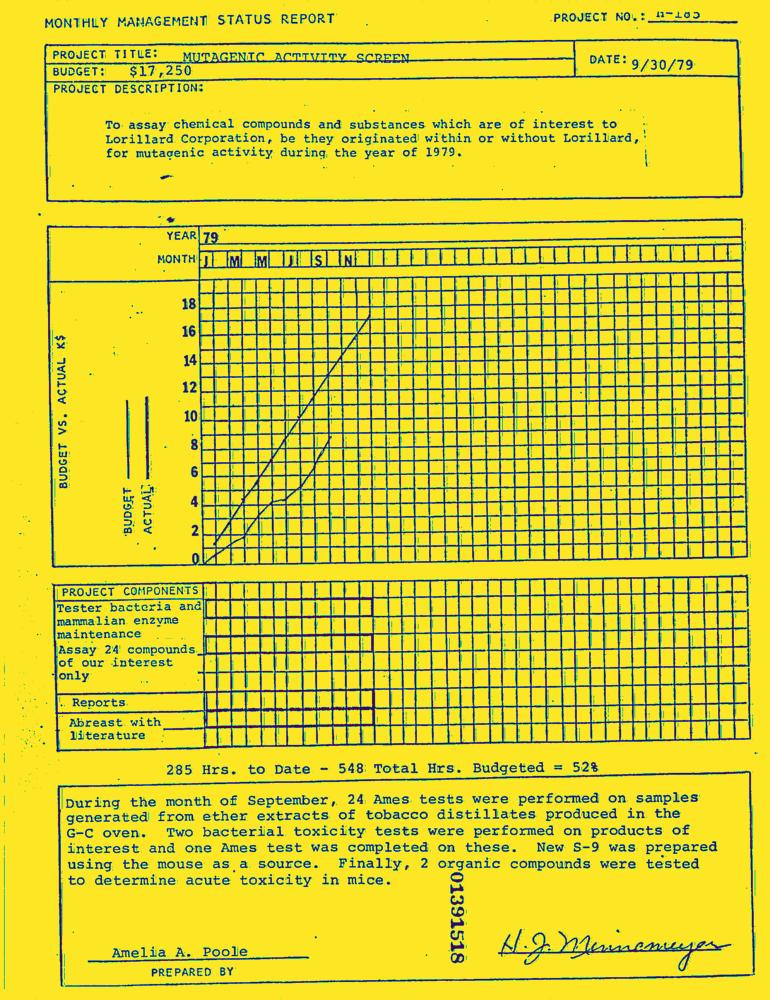 MONTHLY MANAGEMENT STATUS REPORT
PROJECT NO.:
PROJECT TITLE: MUTAGENIC ACTIVITY SCREEN
DATE: 9/30/79
BUDGET: $17,250
PROJECT DESCRIPTION:
To assay chemical compounds and substances which are of interest to
Lorillard Corporation, be they originated within or without Lorillard,
for mutagenic activity during the year of 1979.
YEAR 79
MONTH J M M J S N
18
16
14
12
10
8
6
4
2
0
BUDGET VS. ACTUAL K$
BUDGET
ACTUAL
PROJECT COMPONENTS
Tester bacteria and
mammalian enzyme
maintenance
Assay 24 compounds
of our interest
only
Reports
Abreast with
literature
285 Hrs. to Date - 548 Total Hrs. Budgeted = 52%
During the month of September, 24 Ames tests were performed on samples
generated from ether extracts of tobacco distillates produced in the
G-C oven. Two bacterial toxicity tests were performed on products of
interest and one Ames test was completed on these. New S-9 was prepared
using the mouse as a source. Finally, 2 organic compounds were tested
to determine acute toxicity in mice.
01391518
Amelia A. Poole
PREPARED BY